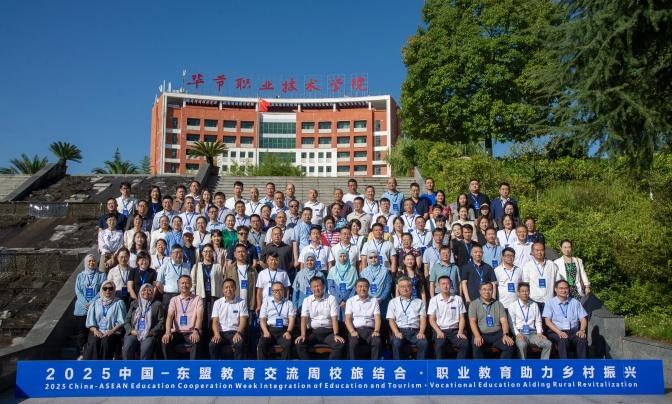 毕节职业技术学院
2025中国-东盟教育交流周校旅结合·职业教育助力乡村振兴
2025 China-ASEAN Education Cooperation Week Integration of Education and Tourism · Vocational Education Aiding Rural Revitalization